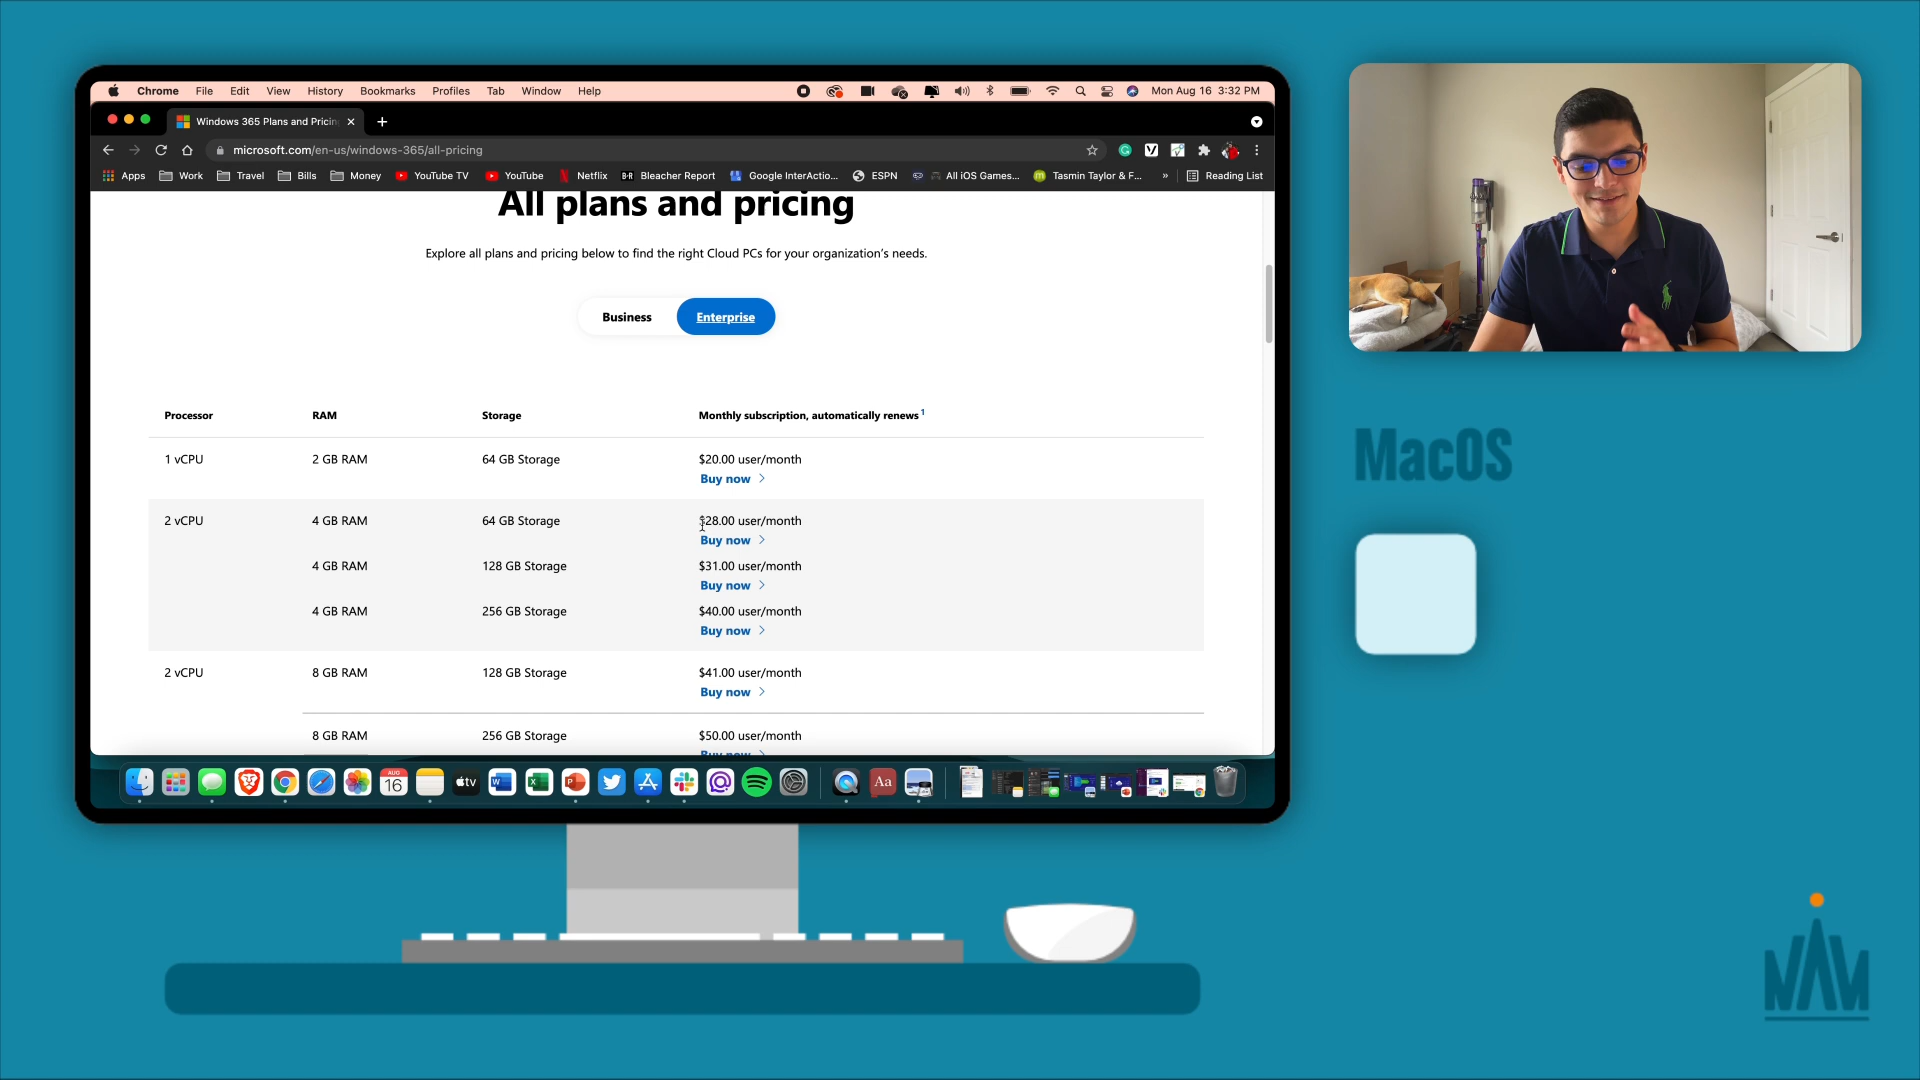 Chrome File Edit View History Bookmarks Profiles Tab Window Help Mon Aug 16 3:32 PM
Windows 365 Plans and Pricin
microsoft.com/en-us/windows-365/all-pricing
Apps Work Travel Bills Money YouTube TV YouTube Netflix B·R Bleacher Report Google InterActio... ESPN All iOS Games... Tasmin Taylor & F... » Reading List
All plans and pricing
Explore all plans and pricing below to find the right Cloud PCs for your organization's needs.
Business Enterprise
Processor RAM Storage Monthly subscription, automatically renews 1
1 vCPU 2 GB RAM 64 GB Storage $20.00 user/month
Buy now
2 vCPU 4 GB RAM 64 GB Storage $28.00 user/month
Buy now
4 GB RAM 128 GB Storage $31.00 user/month
Buy now
4 GB RAM 256 GB Storage $40.00 user/month
Buy now
2 vCPU 8 GB RAM 128 GB Storage $41.00 user/month
Buy now
8 GB RAM 256 GB Storage $50.00 user/month
Buy now
AUG
16
tv
Aa
MacOS